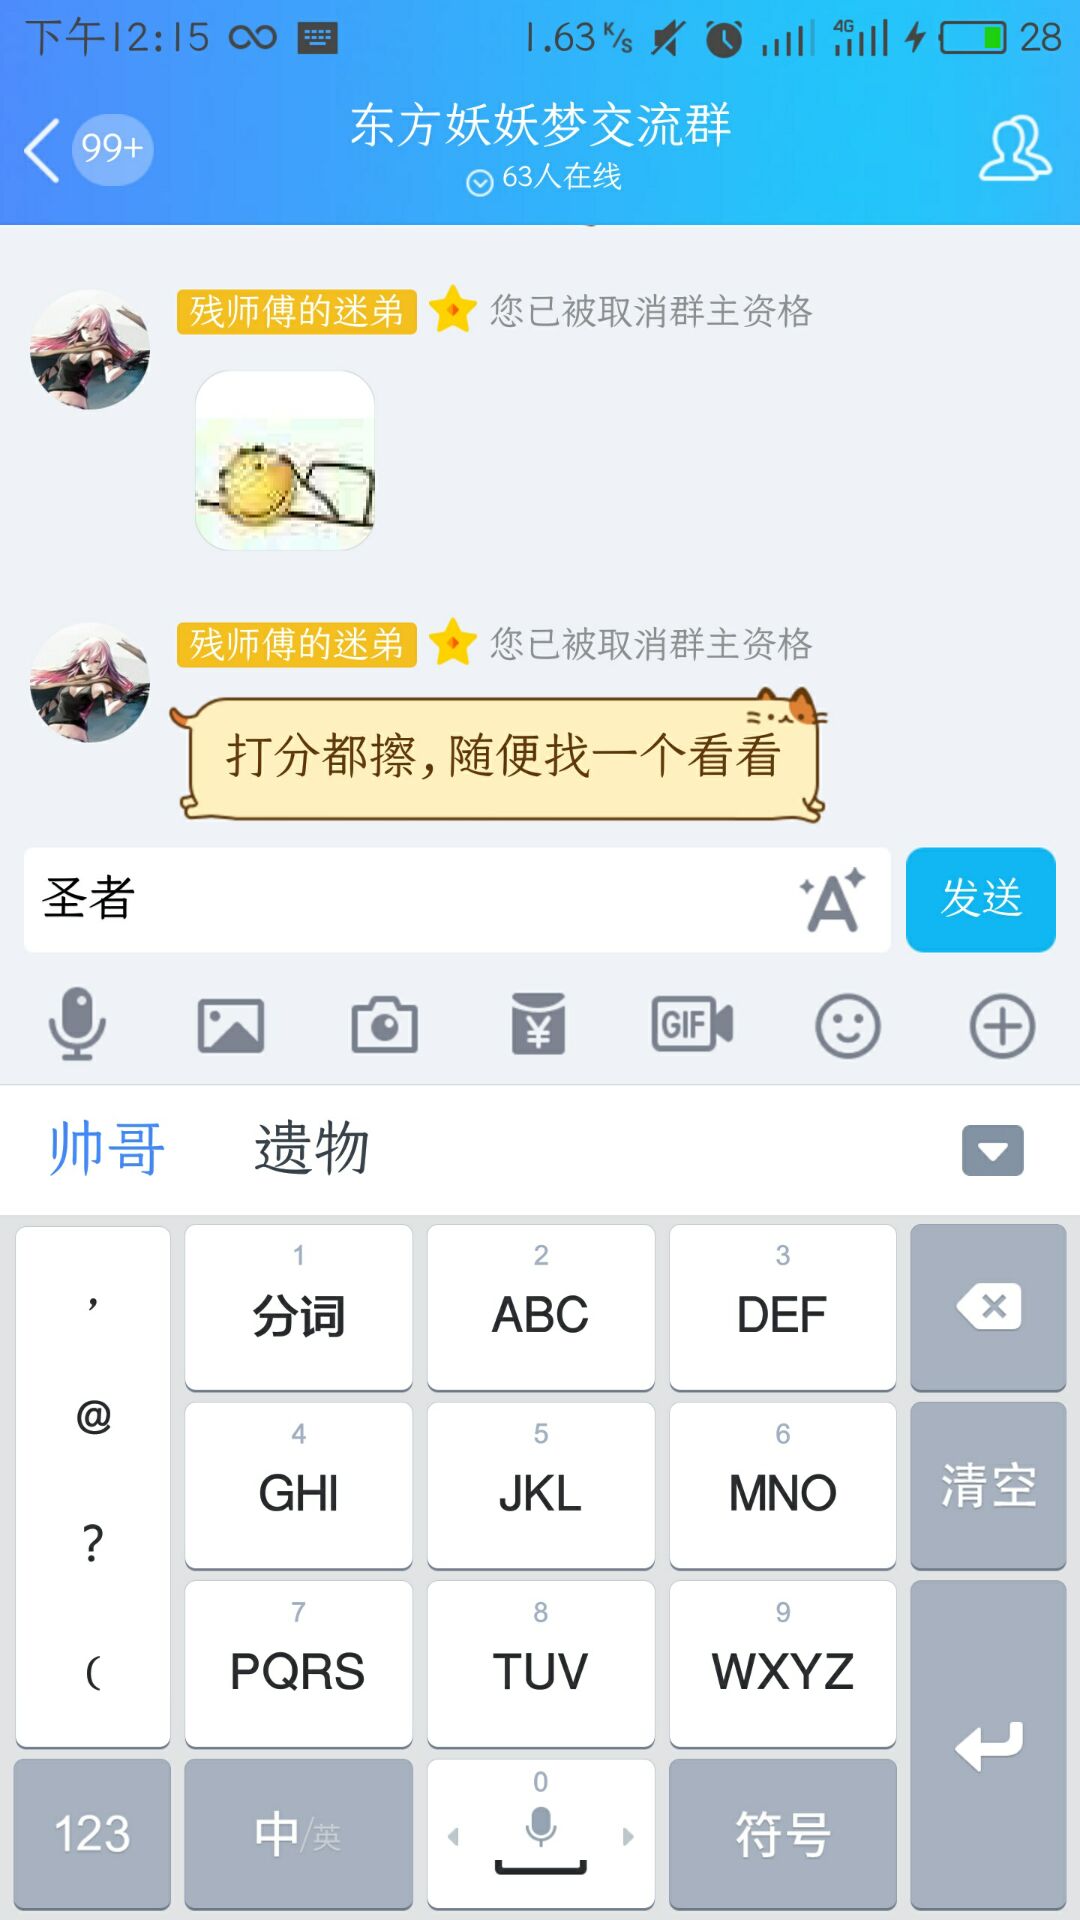 下午12:15 1.63 K/s 4G 28
99+
东方妖妖梦交流群
63人在线
残师傅的迷弟 您已被取消群主资格
残师傅的迷弟 您已被取消群主资格
打分都擦,随便找一个看看
圣者 A 发送
¥ GIF
帅哥 遗物
, 1 2 3
分词 ABC DEF
@ 4 5 6
GHI JKL MNO 清空
? 7 8 9
( PQRS TUV WXYZ
0
123 中/英 符号